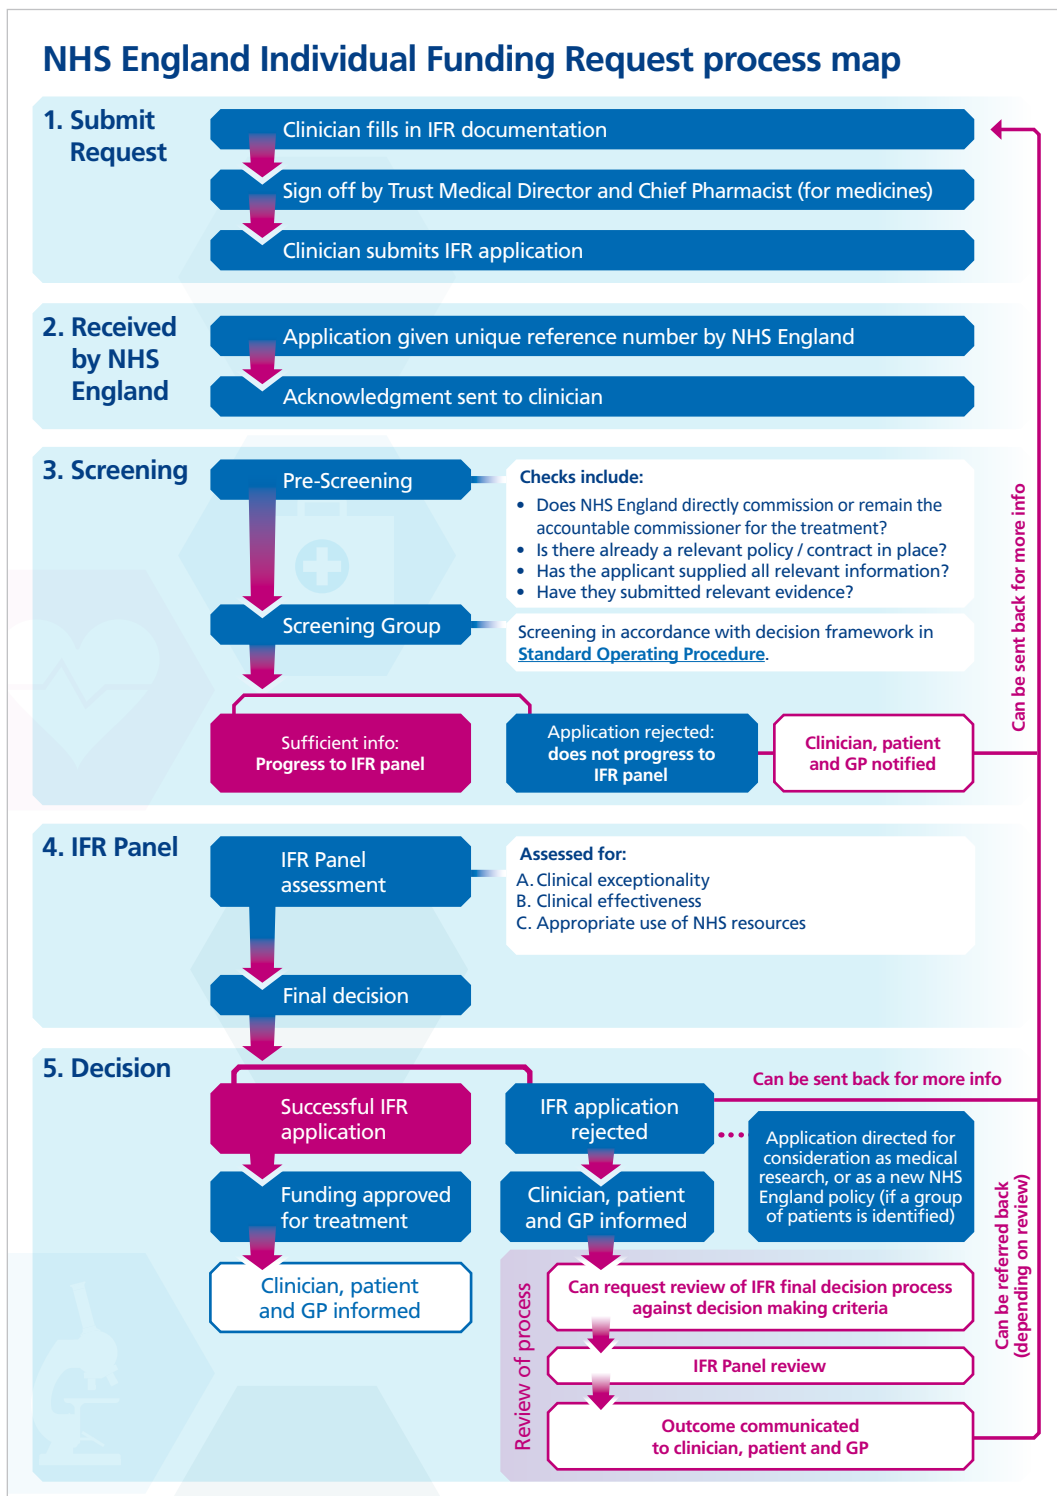 NHS England Individual Funding Request process map
1. Submit
Request
Clinician fills in IFR documentation
Sign off by Trust Medical Director and Chief Pharmacist (for medicines)
Clinician submits IFR application
2. Received
by NHS
England
Application given unique reference number by NHS England
Acknowledgment sent to clinician
3. Screening
Pre-Screening
Checks include:
• Does NHS England directly commission or remain the
accountable commissioner for the treatment?
• Is there already a relevant policy / contract in place?
• Has the applicant supplied all relevant information?
• Have they submitted relevant evidence?
Screening Group
Screening in accordance with decision framework in
Standard Operating Procedure.
Sufficient info:
Progress to IFR panel
Application rejected:
does not progress to
IFR panel
Clinician, patient
and GP notified
Can be sent back for more info
4. IFR Panel
IFR Panel
assessment
Assessed for:
A. Clinical exceptionality
B. Clinical effectiveness
C. Appropriate use of NHS resources
Final decision
5. Decision
Successful IFR
application
IFR application
rejected
Can be sent back for more info
Application directed for
consideration as medical
research, or as a new NHS
England policy (if a group
of patients is identified)
Funding approved
for treatment
Clinician, patient
and GP informed
Clinician, patient
and GP informed
Review of process
Can request review of IFR final decision process
against decision making criteria
IFR Panel review
Outcome communicated
to clinician, patient and GP
Can be referred back
(depending on review)